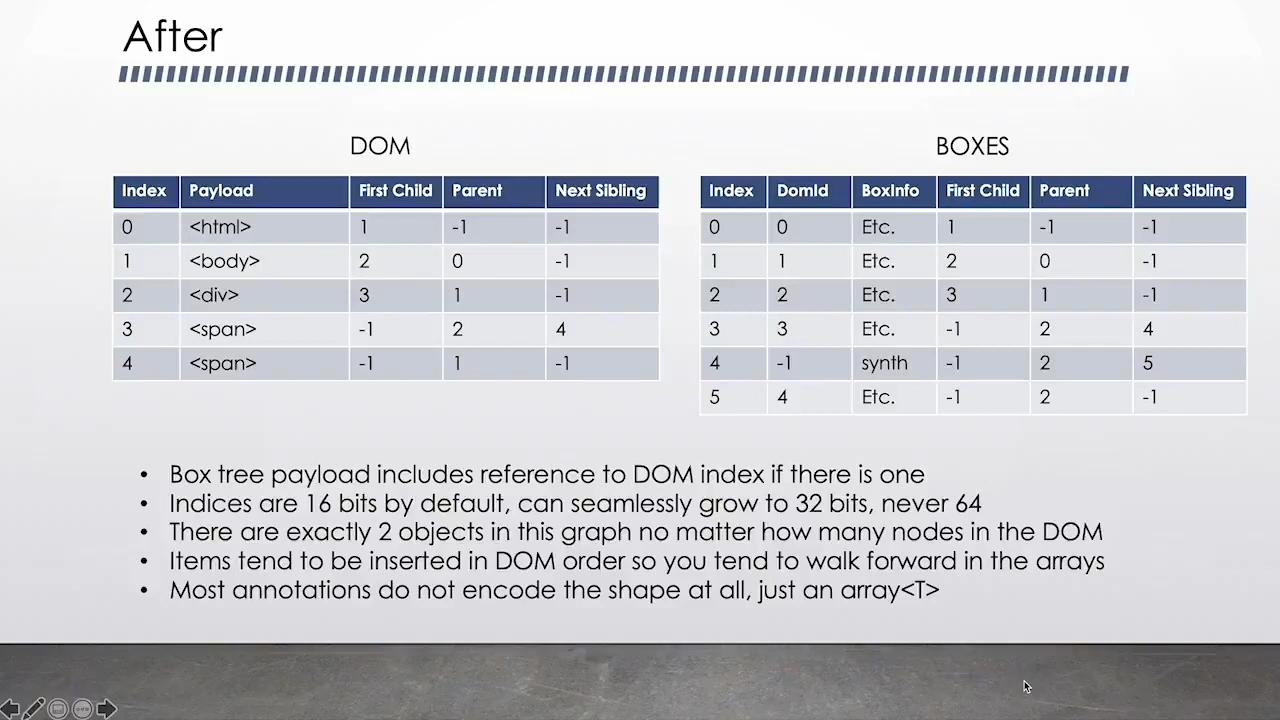 After
DOM
Index Payload First Child Parent Next Sibling
0 <html> 1 -1 -1
1 <body> 2 0 -1
2 <div> 3 1 -1
3 <span> -1 2 4
4 <span> -1 1 -1
BOXES
Index DomId BoxInfo First Child Parent Next Sibling
0 0 Etc. 1 -1 -1
1 1 Etc. 2 0 -1
2 2 Etc. 3 1 -1
3 3 Etc. -1 2 4
4 -1 synth -1 2 5
5 4 Etc. -1 2 -1
• Box tree payload includes reference to DOM index if there is one
• Indices are 16 bits by default, can seamlessly grow to 32 bits, never 64
• There are exactly 2 objects in this graph no matter how many nodes in the DOM
• Items tend to be inserted in DOM order so you tend to walk forward in the arrays
• Most annotations do not encode the shape at all, just an array<T>